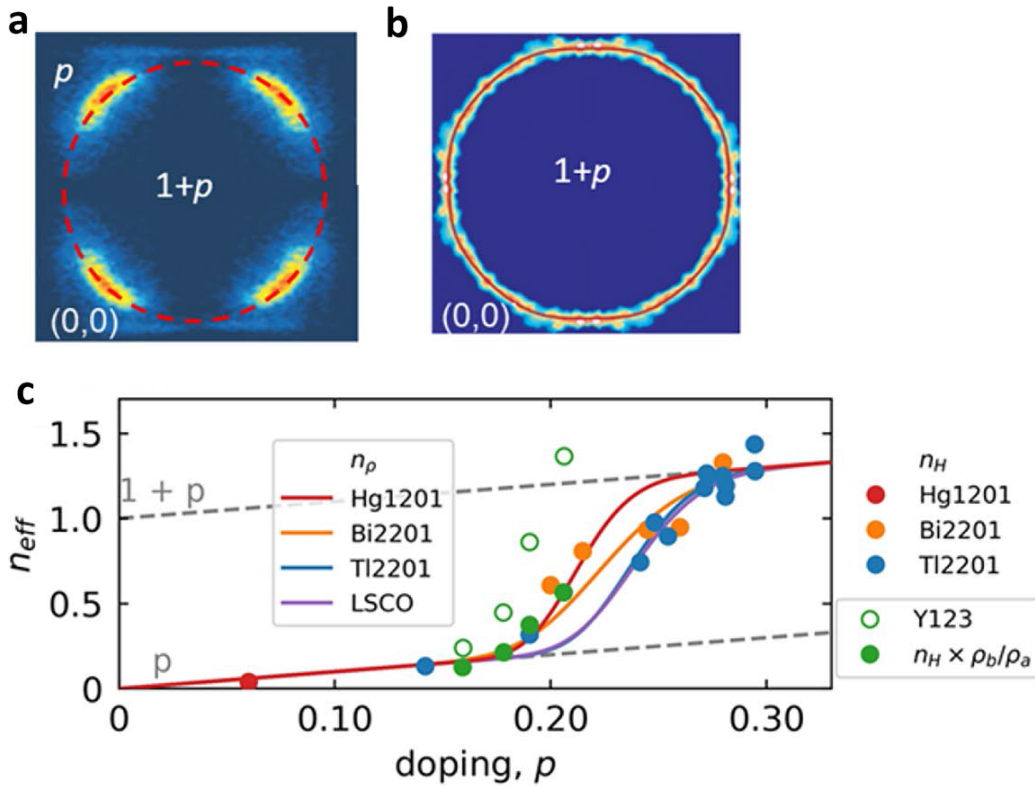 a
b
p
1+p
(0,0)
1+p
(0,0)
c
1.5
1.0
0.5
0
n_eff
1 + p
p
n_ρ
Hg1201
Bi2201
Tl2201
LSCO
n_H
Hg1201
Bi2201
Tl2201
Y123
n_H × ρ_b/ρ_a
0
0.10
0.20
0.30
doping, p